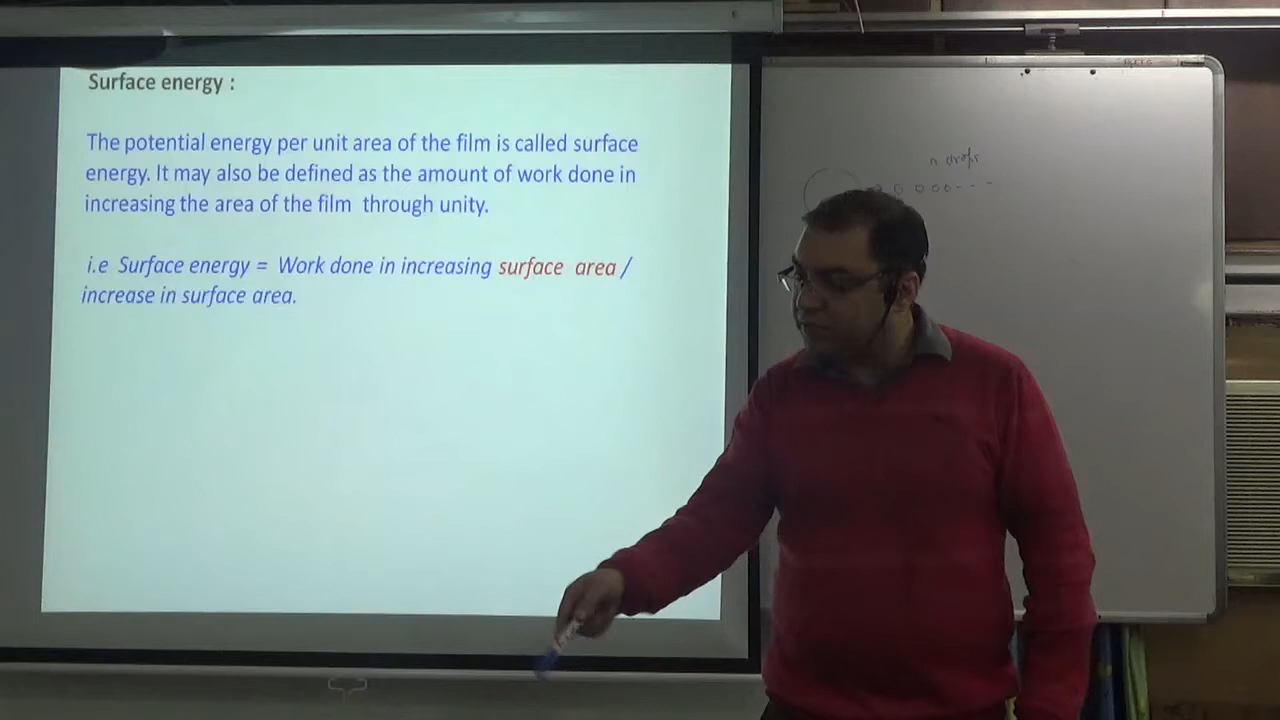 Surface energy :
The potential energy per unit area of the film is called surface
energy. It may also be defined as the amount of work done in
increasing the area of the film through unity.
i.e Surface energy = Work done in increasing surface area /
increase in surface area.
n drops